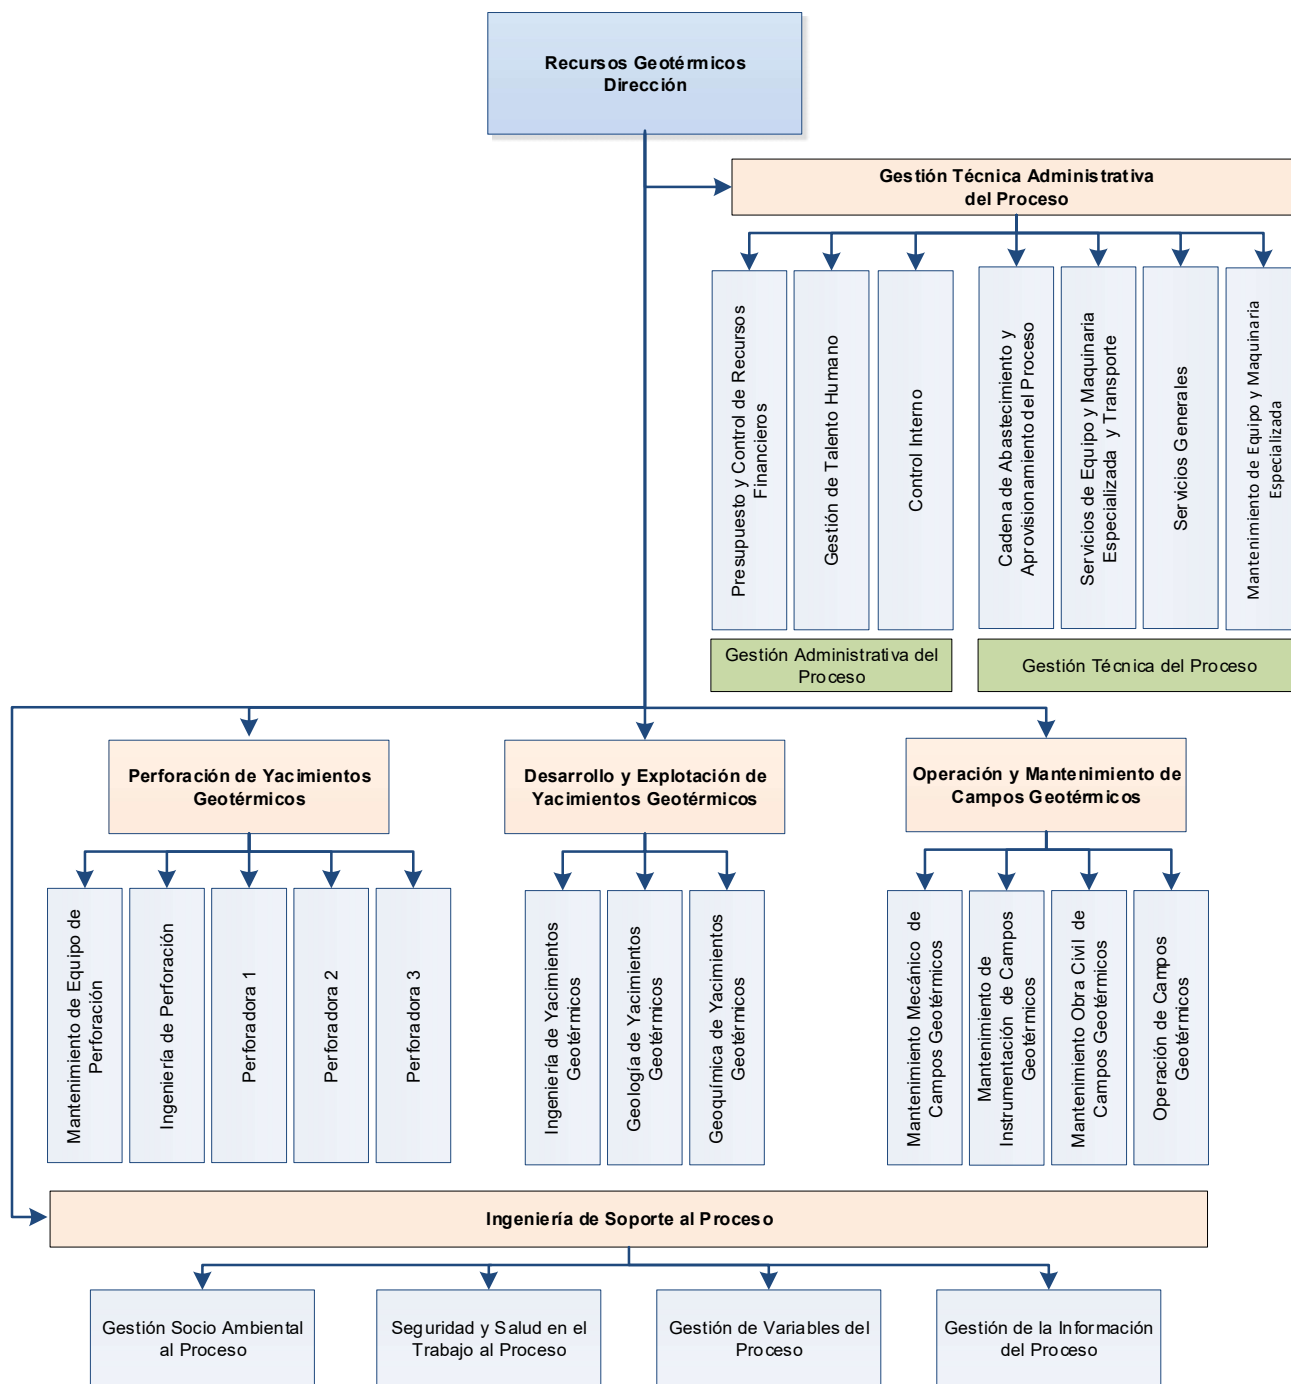 Recursos Geotérmicos
Dirección
Gestión Técnica Administrativa
del Proceso
Presupuesto y Control de Recursos
Financieros
Gestión de Talento Humano
Control Interno
Cadena de Abastecimiento y
Aprovisionamiento del Proceso
Servicios de Equipo y Maquinaria
Especializada y Transporte
Servicios Generales
Mantenimiento de Equipo y Maquinaria
Especializada
Gestión Administrativa del
Proceso
Gestión Técnica del Proceso
Perforación de Yacimientos
Geotérmicos
Desarrollo y Explotación de
Yacimientos Geotérmicos
Operación y Mantenimiento de
Campos Geotérmicos
Mantenimiento de Equipo de
Perforación
Ingeniería de Perforación
Perforadora 1
Perforadora 2
Perforadora 3
Ingeniería de Yacimientos
Geotérmicos
Geología de Yacimientos
Geotérmicos
Geoquímica de Yacimientos
Geotérmicos
Mantenimiento Mecánico de
Campos Geotérmicos
Mantenimiento de
Instrumentación de Campos
Geotérmicos
Mantenimiento Obra Civil de
Campos Geotérmicos
Operación de Campos
Geotérmicos
Ingeniería de Soporte al Proceso
Gestión Socio Ambiental
al Proceso
Seguridad y Salud en el
Trabajo al Proceso
Gestión de Variables del
Proceso
Gestión de la Información
del Proceso